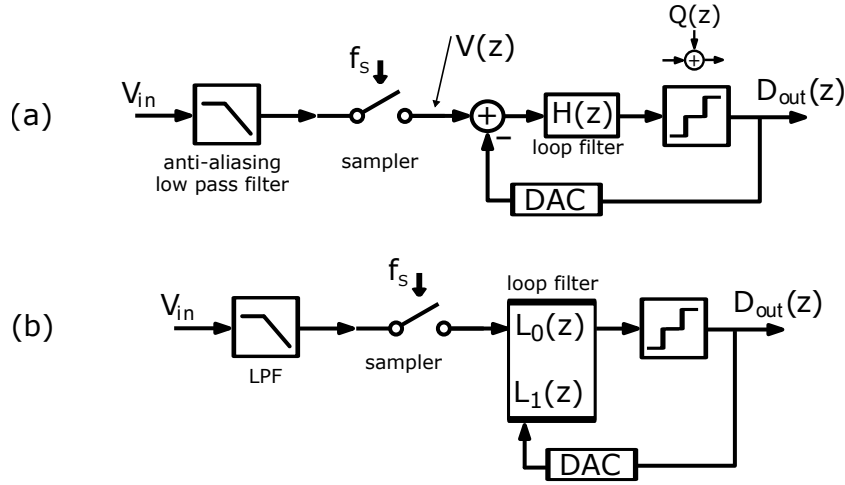 (a)
V_in
anti-aliasing
low pass filter
f_s
sampler
V(z)
+
−
H(z)
loop filter
Q(z)
+
D_out(z)
DAC
(b)
V_in
LPF
f_s
sampler
loop filter
L_0(z)
L_1(z)
D_out(z)
DAC